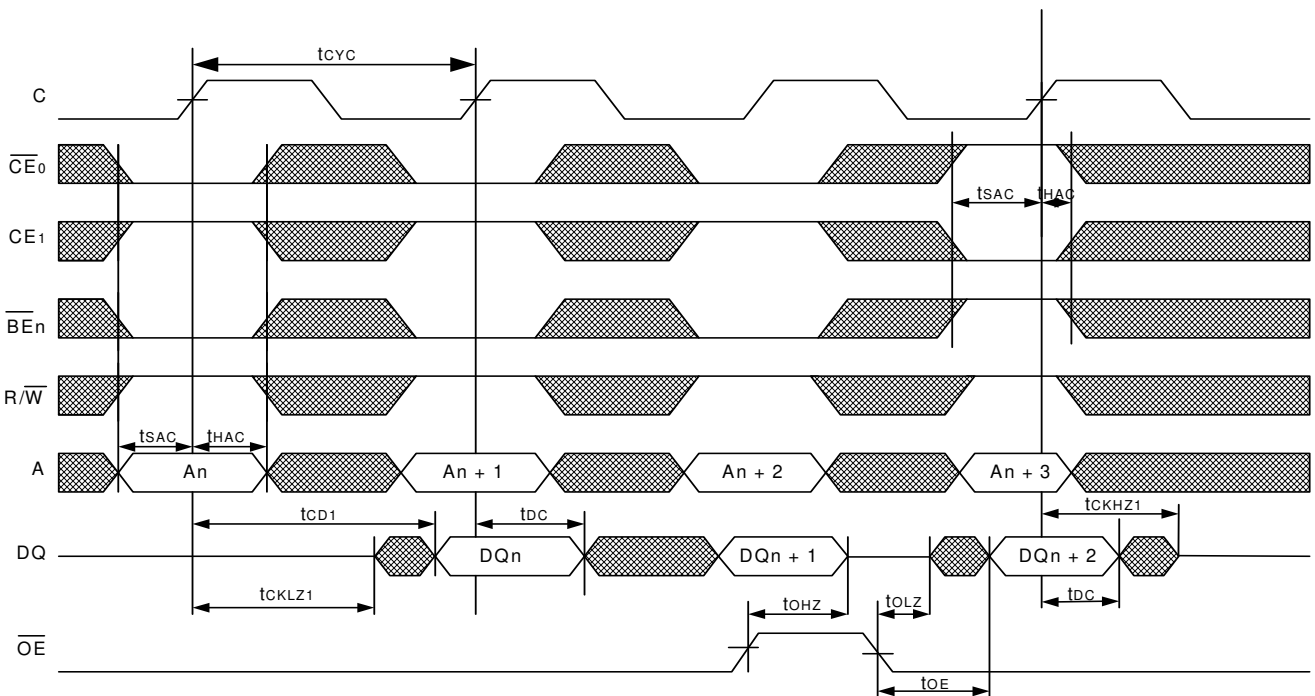 tCYC
C
CE0
tSAC tHAC
CE1
BEn
R/W
tSAC tHAC
A An An + 1 An + 2 An + 3
tCD1 tDC tCKHZ1
DQ DQn DQn + 1 DQn + 2
tCKLZ1 tOHZ tOLZ tDC
OE
tOE